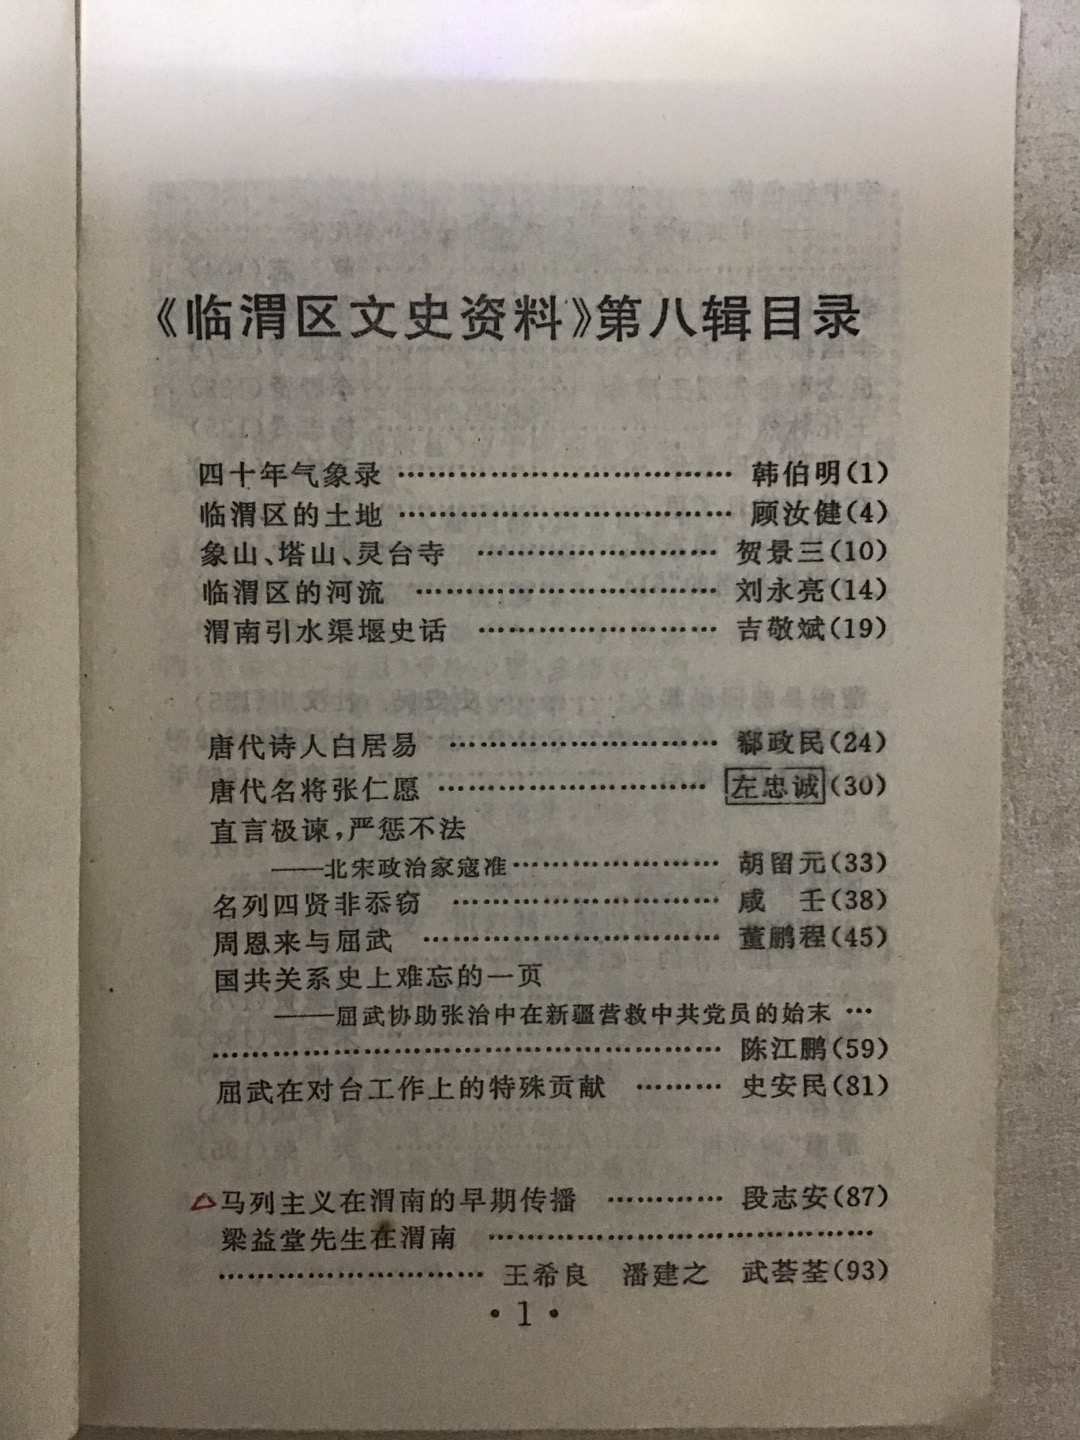 《临渭区文史资料》第八辑目录
四十年气象录 …………………………… 韩伯明(1)
临渭区的土地 …………………………… 顾汝健(4)
象山、塔山、灵台寺 …………………… 贺景三(10)
临渭区的河流 ………………………… 刘永亮(14)
渭南引水渠堰史话 …………………… 吉敬斌(19)
唐代诗人白居易 ……………………… 郗政民(24)
唐代名将张仁愿 ……………………… 左忠诚(30)
直言极谏,严惩不法
——北宋政治家寇准………………… 胡留元(33)
名列四贤非忝窃 ……………………… 咸　壬(38)
周恩来与屈武 ………………………… 董鹏程(45)
国共关系史上难忘的一页
——屈武协助张治中在新疆营救中共党员的始末 …
…………………………………………… 陈江鹏(59)
屈武在对台工作上的特殊贡献 ……… 史安民(81)
马列主义在渭南的早期传播 ………… 段志安(87)
梁益堂先生在渭南 …………………………………
……………………… 王希良　潘建之　武荟荃(93)
• 1 •